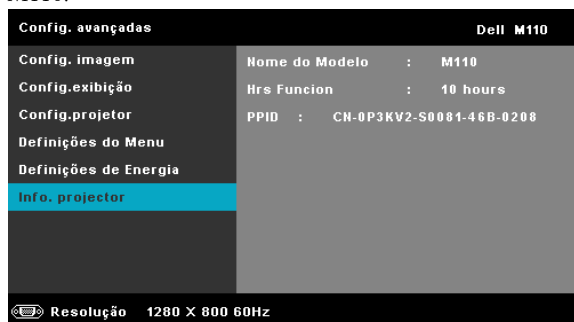 Config. avançadas Dell M110
Config. imagem Nome do Modelo : M110
Config.exibição Hrs Funcion : 10 hours
Config.projetor PPID : CN-0P3KV2-S0081-46B-0208
Definições do Menu
Definições de Energia
Info. projector
Resolução 1280 X 800 60Hz